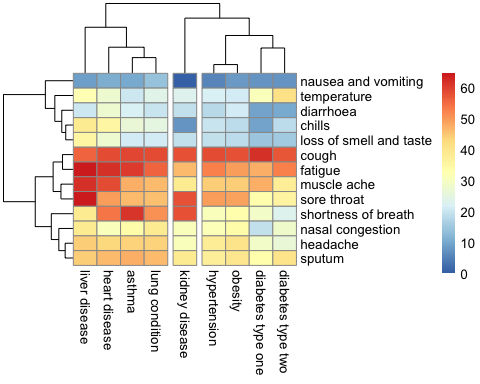 nausea and vomiting
temperature
diarrhoea
chills
loss of smell and taste
cough
fatigue
muscle ache
sore throat
shortness of breath
nasal congestion
headache
sputum
60
50
40
30
20
10
0
liver disease
heart disease
asthma
lung condition
kidney disease
hypertension
obesity
diabetes type one
diabetes type two